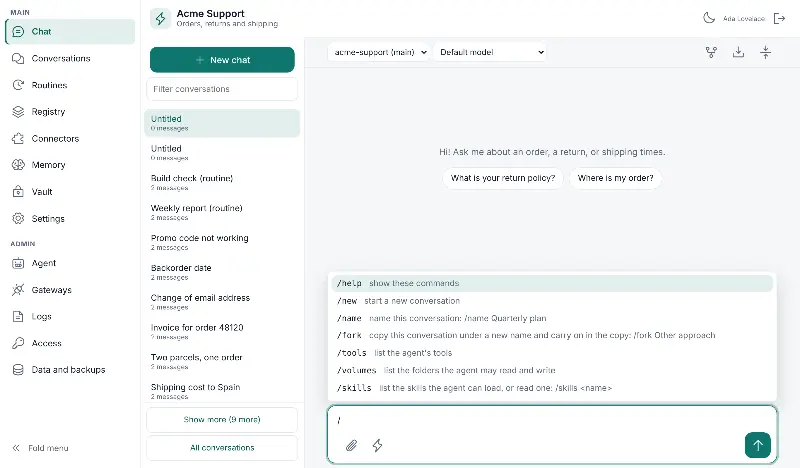 MAIN
Chat
Conversations
Routines
Registry
Connectors
Memory
Vault
Settings
ADMIN
Agent
Gateways
Logs
Access
Data and backups
Fold menu
Acme Support
Orders, returns and shipping
Ada Lovelace
New chat
Filter conversations
Untitled
0 messages
Untitled
0 messages
Build check (routine)
2 messages
Weekly report (routine)
2 messages
Promo code not working
2 messages
Backorder date
2 messages
Change of email address
2 messages
Invoice for order 48120
2 messages
Two parcels, one order
2 messages
Shipping cost to Spain
2 messages
Show more (9 more)
All conversations
acme-support (main)
Default model
Hi! Ask me about an order, a return, or shipping times.
What is your return policy?
Where is my order?
/help show these commands
/new start a new conversation
/name name this conversation: /name Quarterly plan
/fork copy this conversation under a new name and carry on in the copy: /fork Other approach
/tools list the agent's tools
/volumes list the folders the agent may read and write
/skills list the skills the agent can load, or read one: /skills <name>
/